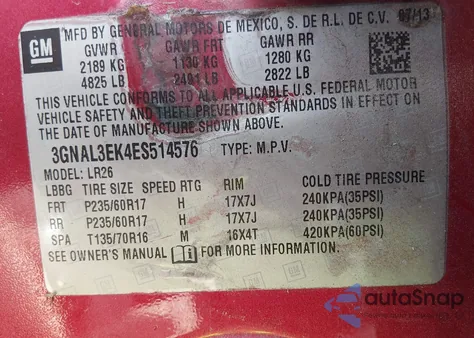 GM
MFD BY GENERAL MOTORS DE MEXICO, S. DE R.L. DE C.V. 07/13
GVWR GAWR FRT GAWR RR
2189 KG 1130 KG 1280 KG
4825 LB 2491 LB 2822 LB
THIS VEHICLE CONFORMS TO ALL APPLICABLE U.S. FEDERAL MOTOR
VEHICLE SAFETY AND THEFT PREVENTION STANDARDS IN EFFECT ON
THE DATE OF MANUFACTURE SHOWN ABOVE.
3GNAL3EK4ES514576 TYPE: M.P.V.
MODEL: LR26
LBBG TIRE SIZE SPEED RTG RIM COLD TIRE PRESSURE
FRT P235/60R17 H 17X7J 240KPA(35PSI)
RR P235/60R17 H 17X7J 240KPA(35PSI)
SPA T135/70R16 M 16X4T 420KPA(60PSI)
SEE OWNER'S MANUAL FOR MORE INFORMATION.
autoSnap